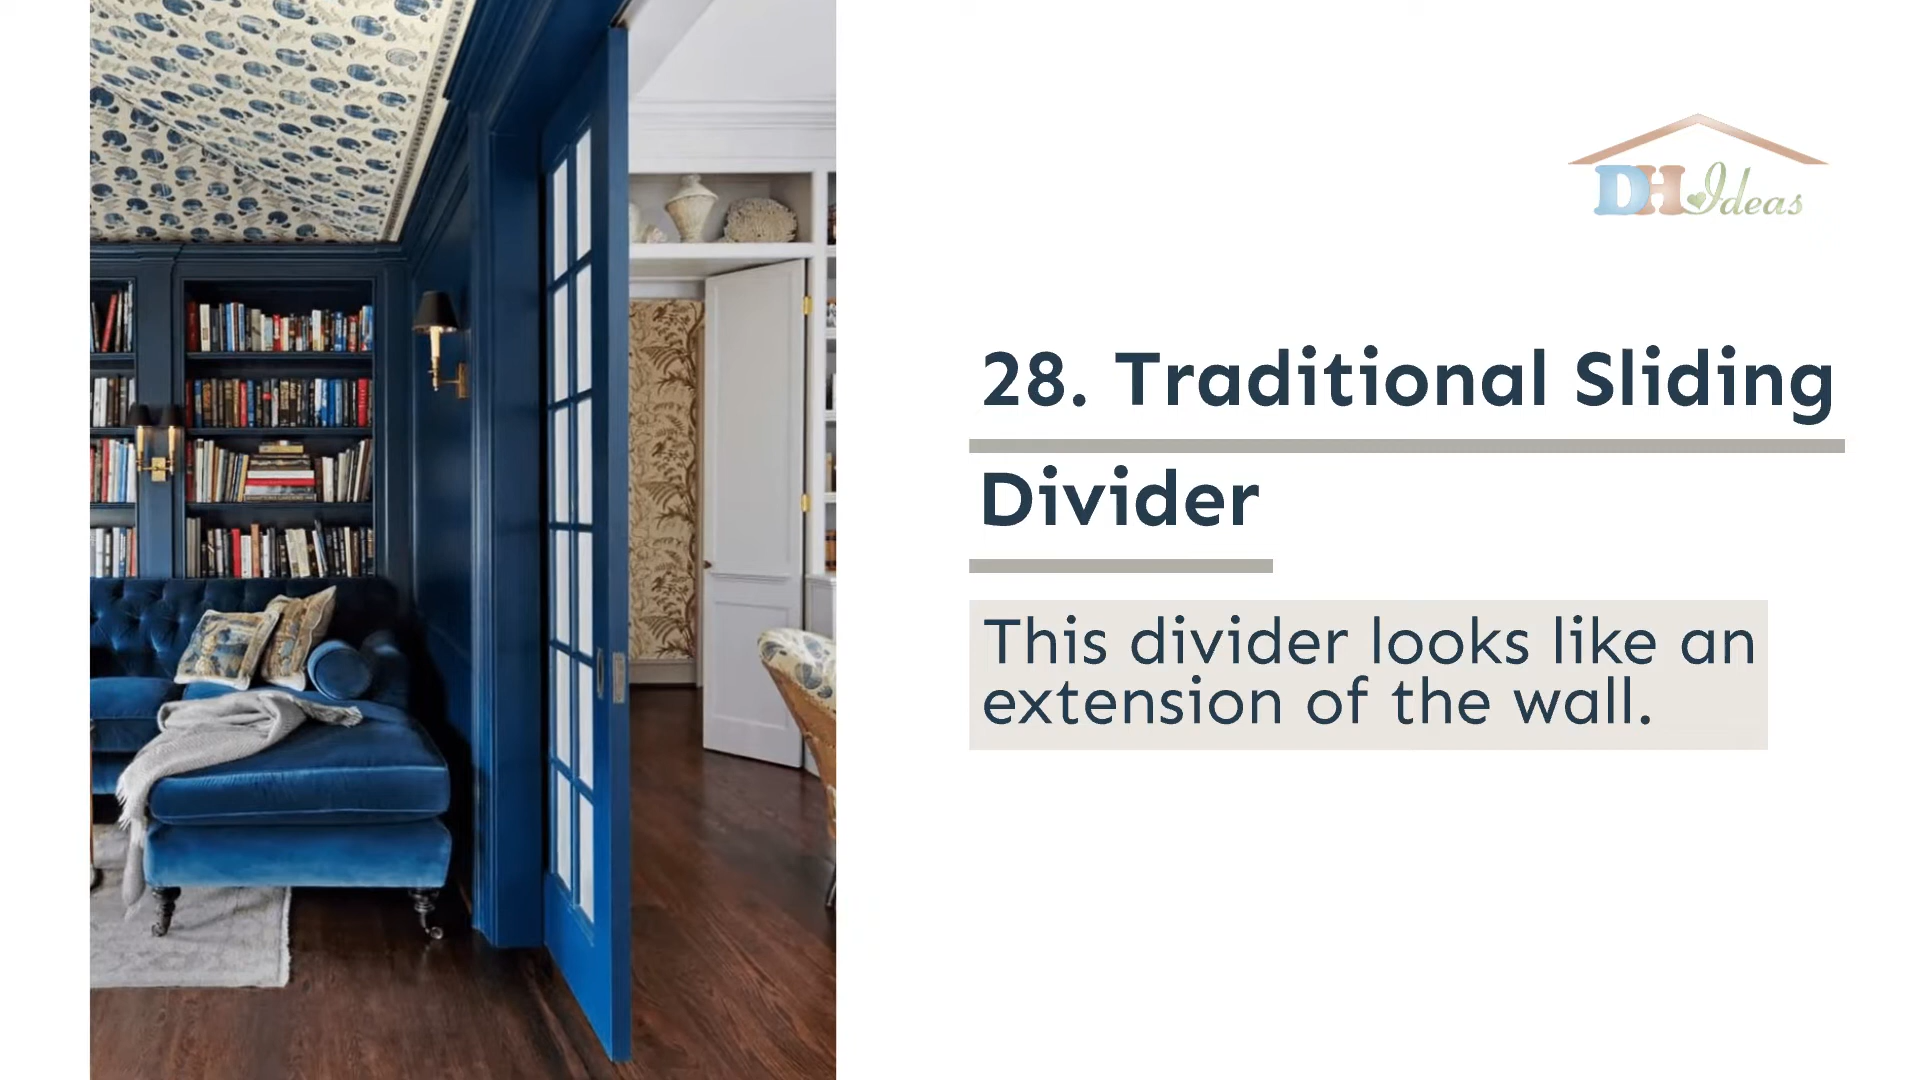 DH Ideas
28. Traditional Sliding
Divider
This divider looks like an
extension of the wall.